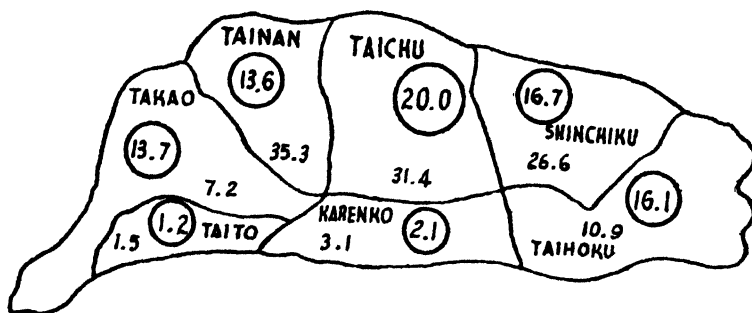 TAINAN
13.6
35.3
TAICHU
20.0
31.4
16.7
SHINCHIKU
26.6
TAKAO
13.7
7.2
1.2
1.5 TAITO
KARENKO
3.1
2.1
16.1
10.9
TAIHOKU